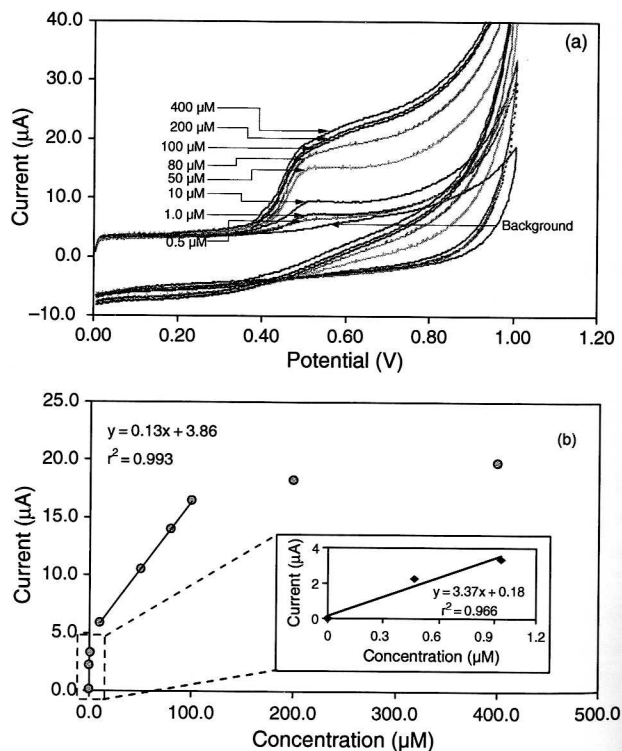 (a)
40.0
30.0
20.0
10.0
0.0
−10.0
Current (µA)
400 µM
200 µM
100 µM
80 µM
50 µM
10 µM
1.0 µM
0.5 µM
Background
0.00 0.20 0.40 0.60 0.80 1.00 1.20
Potential (V)
(b)
25.0
20.0
15.0
10.0
5.0
0.0
Current (µA)
y = 0.13x + 3.86
r² = 0.993
4
2
0
Current (µA)
y = 3.37x + 0.18
r² = 0.966
0 0.3 0.6 0.9 1.2
Concentration (µM)
0.0 100.0 200.0 300.0 400.0 500.0
Concentration (µM)